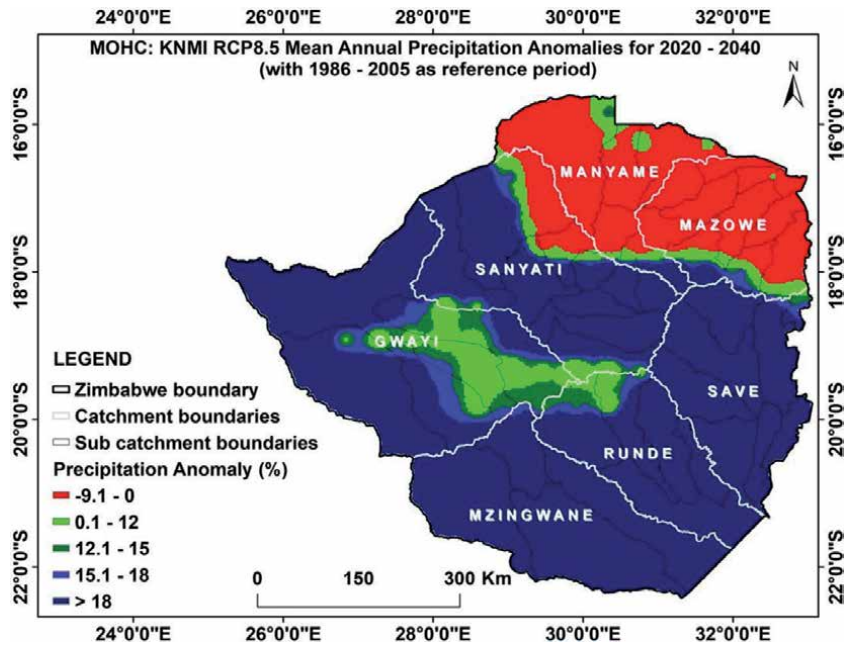 24°0'0"E 26°0'0"E 28°0'0"E 30°0'0"E 32°0'0"E
MOHC: KNMI RCP8.5 Mean Annual Precipitation Anomalies for 2020 - 2040
(with 1986 - 2005 as reference period)
N
16°0'0"S
16°0'0"S
MANYAME
MAZOWE
18°0'0"S
SANYATI
18°0'0"S
GWAYI
LEGEND
Zimbabwe boundary
Catchment boundaries
Sub catchment boundaries
Precipitation Anomaly (%)
-9.1 - 0
0.1 - 12
12.1 - 15
15.1 - 18
> 18
SAVE
20°0'0"S
20°0'0"S
RUNDE
MZINGWANE
22°0'0"S
22°0'0"S
0 150 300 Km
24°0'0"E 26°0'0"E 28°0'0"E 30°0'0"E 32°0'0"E